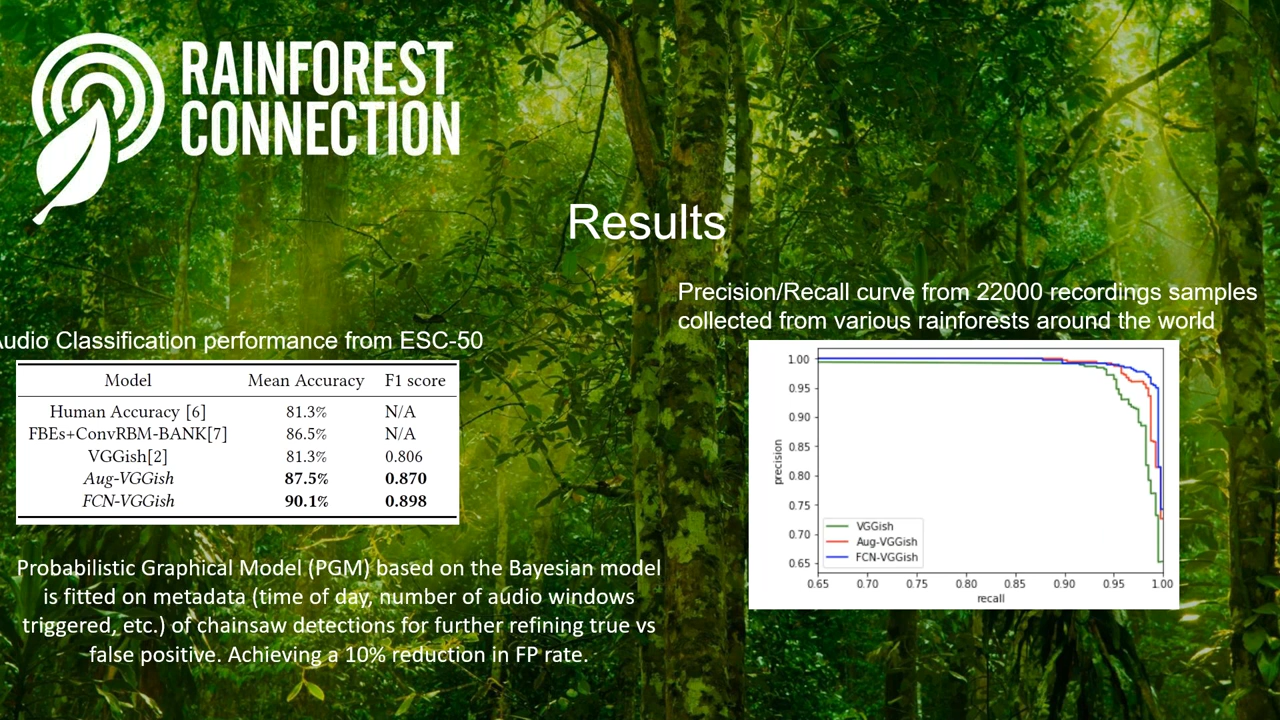 RAINFOREST
CONNECTION
Results
Audio Classification performance from ESC-50
Model Mean Accuracy F1 score
Human Accuracy [6] 81.3% N/A
FBEs+ConvRBM-BANK[7] 86.5% N/A
VGGish[2] 81.3% 0.806
Aug-VGGish 87.5% 0.870
FCN-VGGish 90.1% 0.898
Probabilistic Graphical Model (PGM) based on the Bayesian model
is fitted on metadata (time of day, number of audio windows
triggered, etc.) of chainsaw detections for further refining true vs
false positive. Achieving a 10% reduction in FP rate.
Precision/Recall curve from 22000 recordings samples
collected from various rainforests around the world
1.00
0.95
0.90
0.85
0.80
0.75
0.70
0.65
precision
VGGish
Aug-VGGish
FCN-VGGish
0.65 0.70 0.75 0.80 0.85 0.90 0.95 1.00
recall